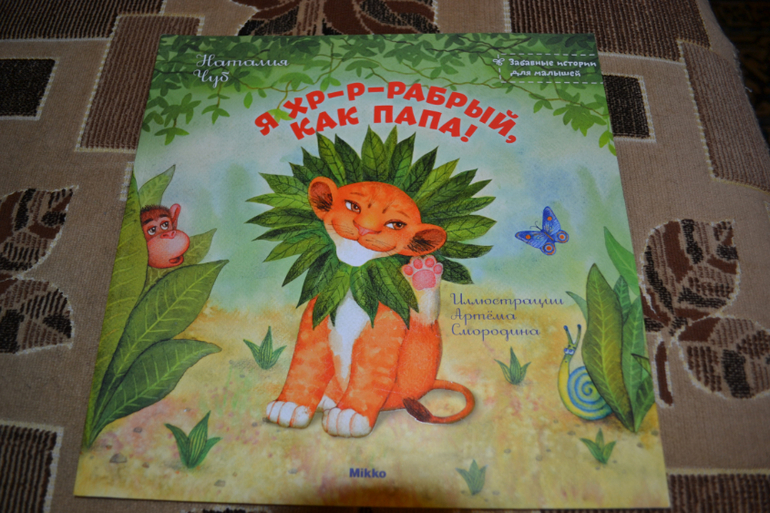 Наталия
Чуб
Забавные истории
для малышей
Я ХР-Р-РАБРЫЙ,
КАК ПАПА!
Иллюстрации
Артёма
Смородина
Mikko